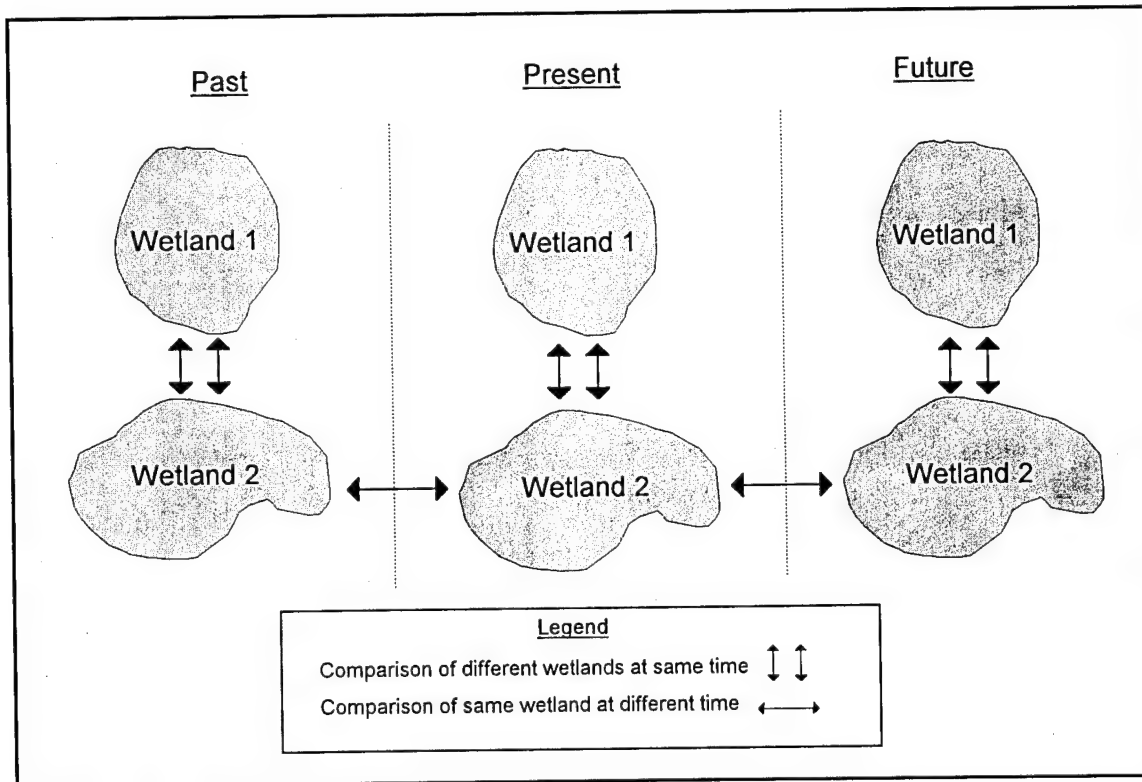 Past
Present
Future
Wetland 1
Wetland 1
Wetland 1
Wetland 2
Wetland 2
Wetland 2
Legend
Comparison of different wetlands at same time
Comparison of same wetland at different time